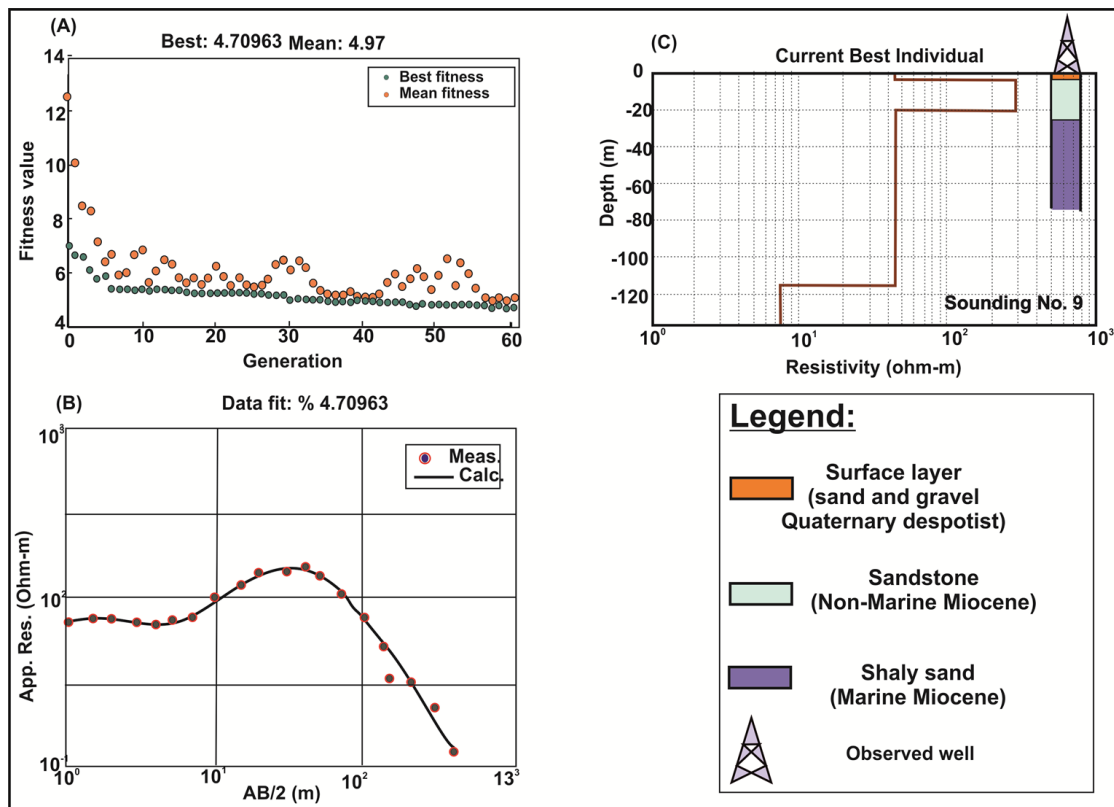 (A)
Best: 4.70963 Mean: 4.97
14
12
10
8
6
4
Fitness value
Best fitness
Mean fitness
0
10
20
30
40
50
60
Generation
(B)
Data fit: % 4.70963
10³
10²
10⁻¹
App. Res. (Ohm-m)
Meas.
Calc.
10⁰
10¹
10²
13³
AB/2 (m)
(C)
Current Best Individual
0
-20
-40
-60
-80
-100
-120
Depth (m)
Sounding No. 9
10⁰
10¹
10²
10³
Resistivity (ohm-m)
Legend:
Surface layer
(sand and gravel
Quaternary despotist)
Sandstone
(Non-Marine Miocene)
Shaly sand
(Marine Miocene)
Observed well